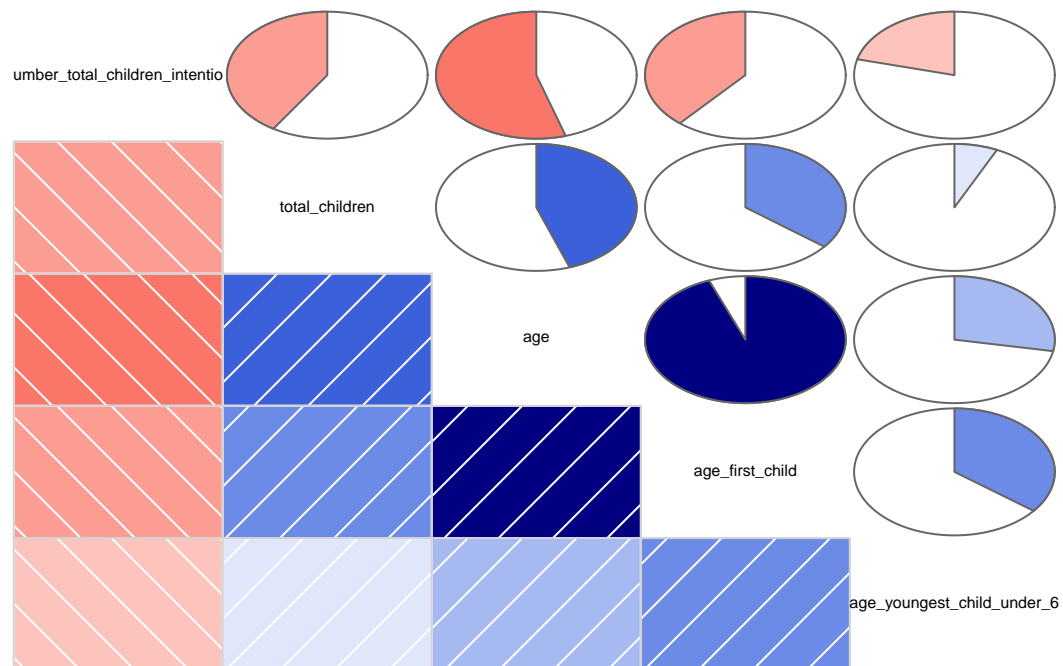 umber_total_children_intentio
total_children
age
age_first_child
age_youngest_child_under_6